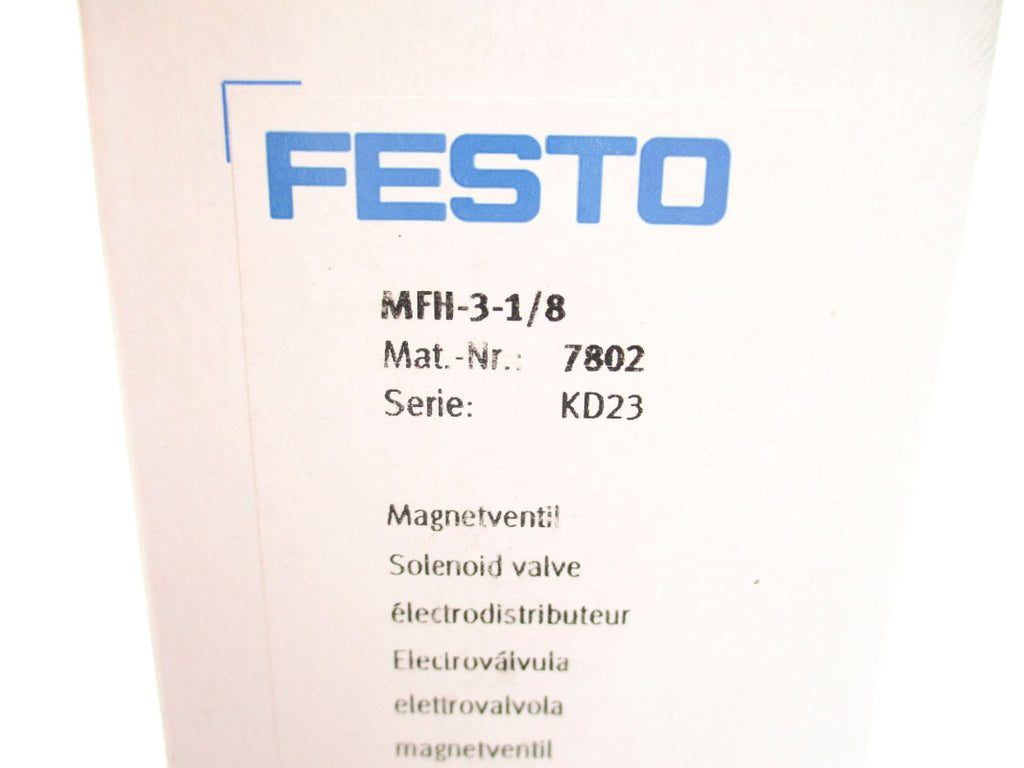 FESTO
MFH-3-1/8
Mat.-Nr.: 7802
Serie: KD23
Magnetventil
Solenoid valve
électrodistributeur
Electroválvula
elettrovalvola
magnetventil